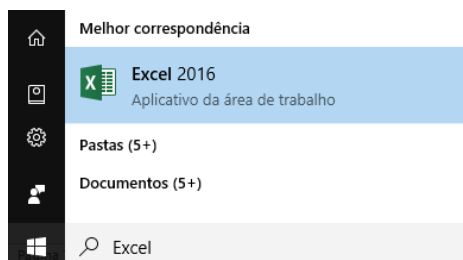 Melhor correspondência
Excel 2016
Aplicativo da área de trabalho
Pastas (5+)
Documentos (5+)
Excel